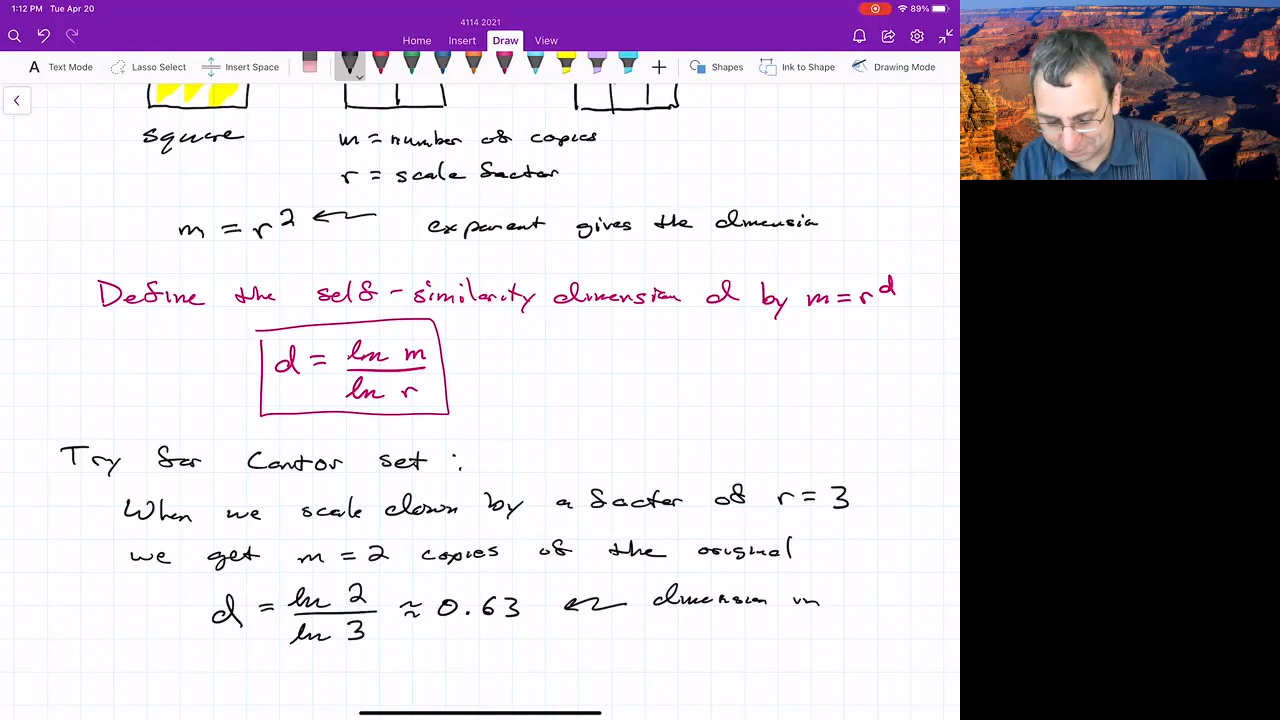 1:12 PM Tue Apr 20
89%
4114 2021
Home Insert Draw View
A Text Mode Lasso Select Insert Space Shapes Ink to Shape Drawing Mode
square
m = number of copies
r = scale factor
m = r^2 ← exponent gives the dimension
Define the self-similarity dimension d by m = r^d
d = ln m / ln r
Try for Cantor set :
When we scale down by a factor of r = 3
we get m = 2 copies of the original
d = ln 2 / ln 3 ≈ 0.63 ← dimension